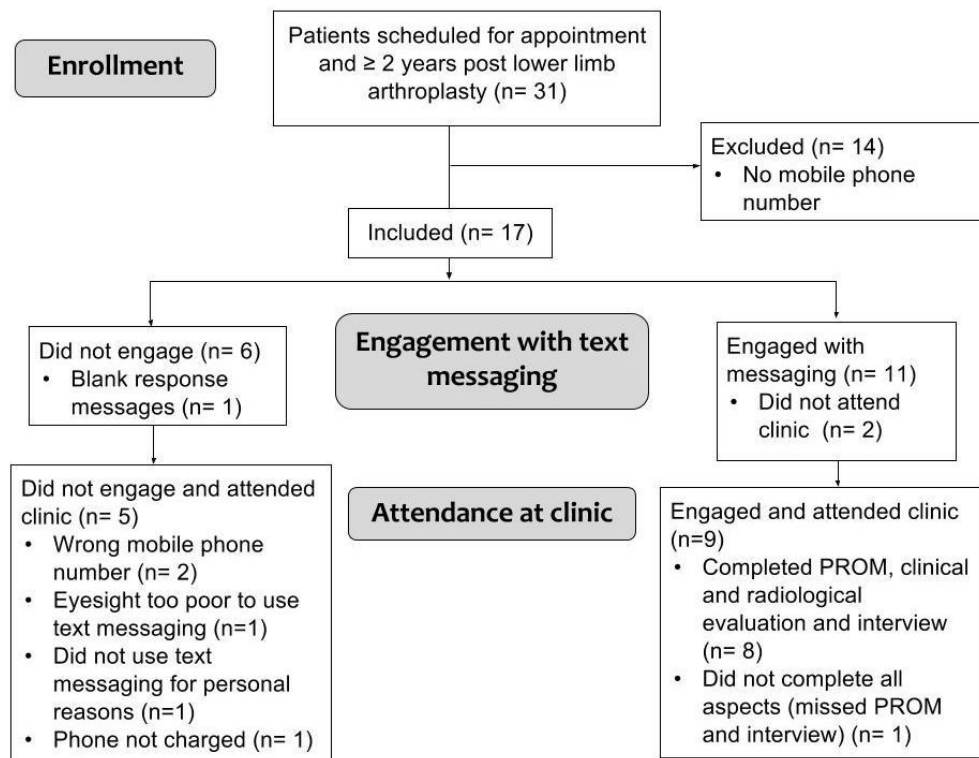 Enrollment
Patients scheduled for appointment
and ≥ 2 years post lower limb
arthroplasty (n= 31)
Excluded (n= 14)
• No mobile phone
number
Included (n= 17)
Did not engage (n= 6)
• Blank response
messages (n= 1)
Engagement with text
messaging
Engaged with
messaging (n= 11)
• Did not attend
clinic (n= 2)
Did not engage and attended
clinic (n= 5)
• Wrong mobile phone
number (n= 2)
• Eyesight too poor to use
text messaging (n=1)
• Did not use text
messaging for personal
reasons (n=1)
• Phone not charged (n= 1)
Attendance at clinic
Engaged and attended clinic
(n=9)
• Completed PROM, clinical
and radiological
evaluation and interview
(n= 8)
• Did not complete all
aspects (missed PROM
and interview) (n= 1)